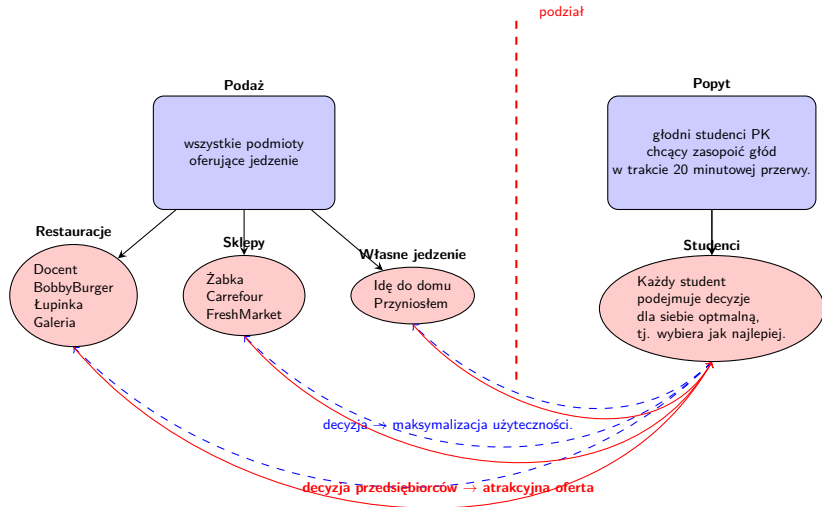 podział
Podaż
Popyt
wszystkie podmioty
oferujące jedzenie
głodni studenci PK
chcący zasopoić głód
w trakcie 20 minutowej przerwy.
Restauracje
Sklepy
Własne jedzenie
Studenci
Docent
BobbyBurger
Łupinka
Galeria
Żabka
Carrefour
FreshMarket
Idę do domu
Przyniosłem
Każdy student
podejmuje decyzje
dla siebie optmalną,
tj. wybiera jak najlepiej.
decyzja → maksymalizacja użyteczności.
decyzja przedsiębiorców → atrakcyjna oferta